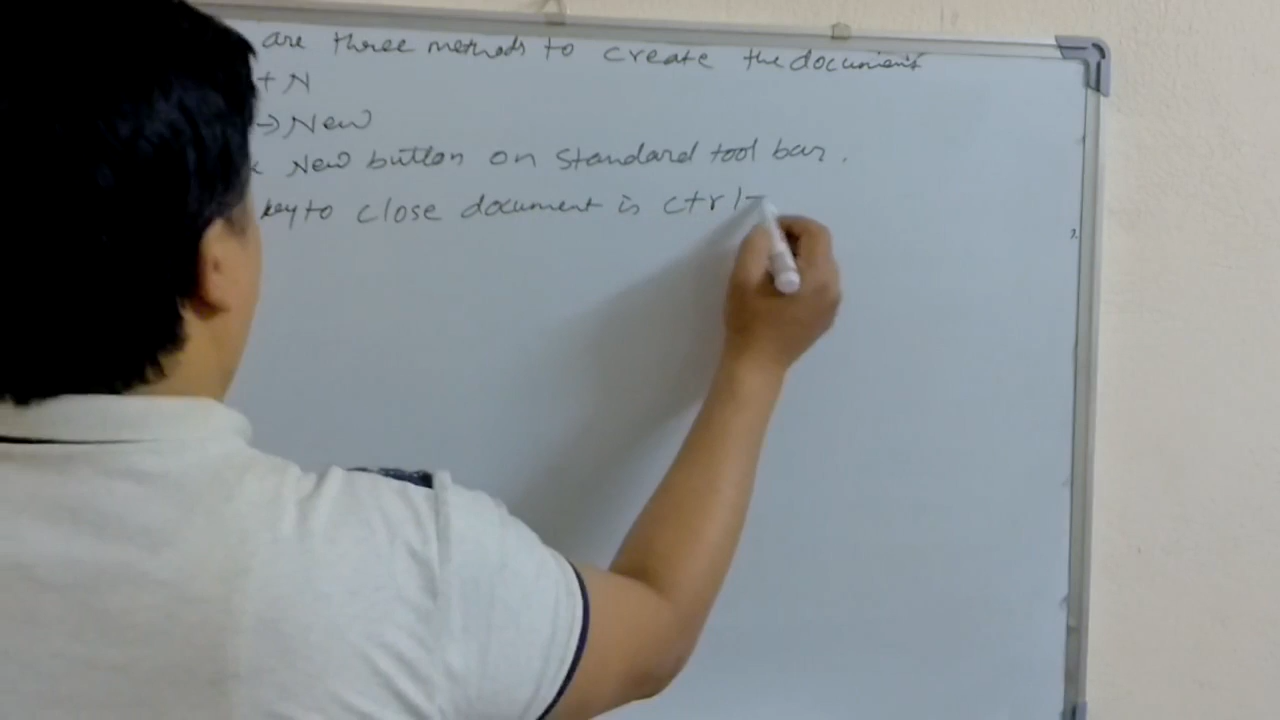 are three methods to create the document
+ N
→ New
New button on standard tool bar.
key to close document is ctrl